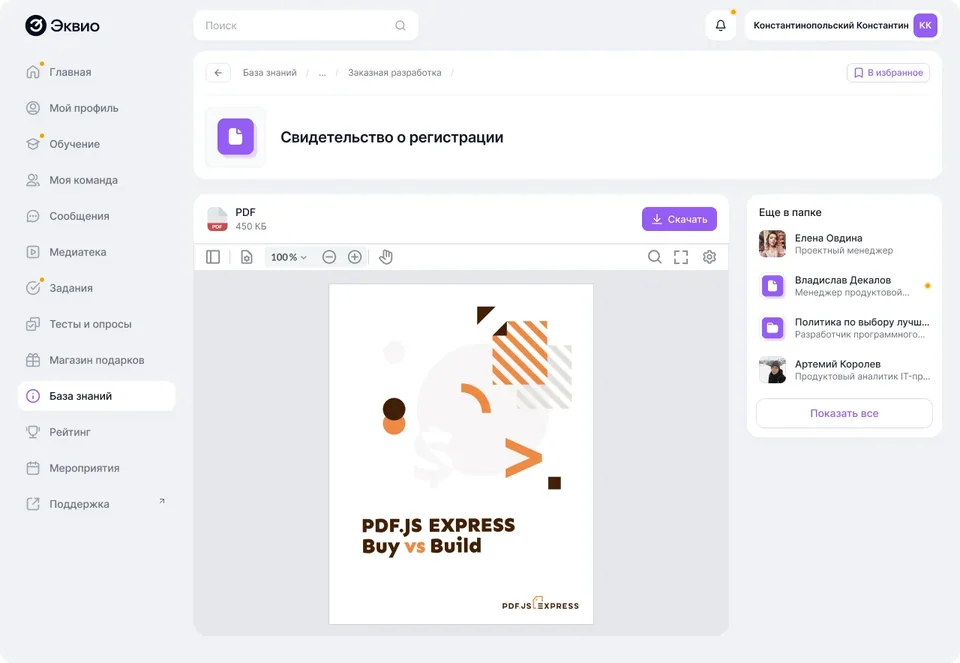 Эквио
Поиск
Константинопольский Константин
КК
Главная
Мой профиль
Обучение
Моя команда
Сообщения
Медиатека
Задания
Тесты и опросы
Магазин подарков
База знаний
Рейтинг
Мероприятия
Поддержка
База знаний / ... / Заказная разработка /
В избранное
Свидетельство о регистрации
PDF
PDF
450 КБ
Скачать
100%
$
PDF.JS EXPRESS
Buy vs Build
PDF.JS EXPRESS
Еще в папке
Елена Овдина
Проектный менеджер
Владислав Декалов
Менеджер продуктовой...
Политика по выбору лучш...
Разработчик программного...
Артемий Королев
Продуктовый аналитик IT-пр...
Показать все